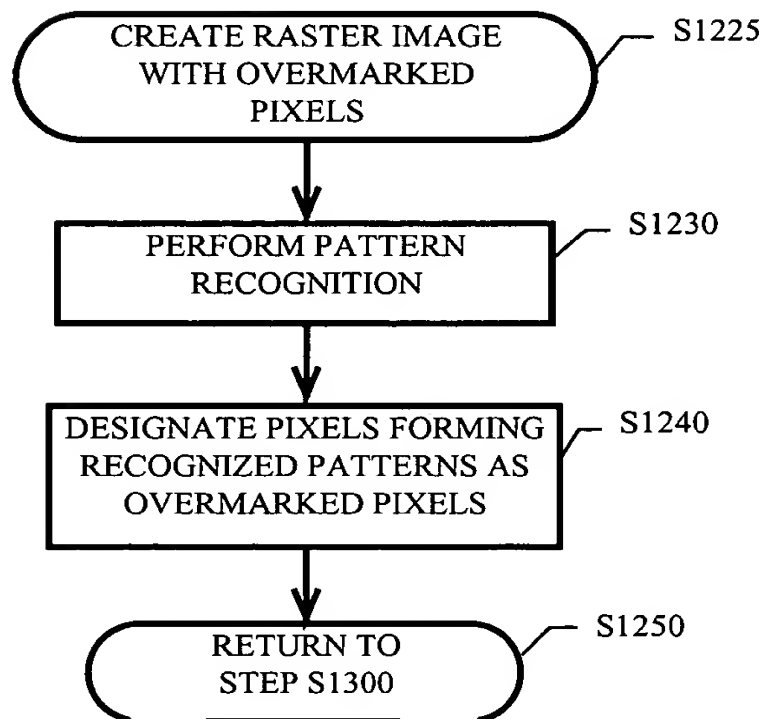 CREATE RASTER IMAGE
WITH OVERMARKED
PIXELS
S1225
PERFORM PATTERN
RECOGNITION
S1230
DESIGNATE PIXELS FORMING
RECOGNIZED PATTERNS AS
OVERMARKED PIXELS
S1240
RETURN TO
STEP S1300
S1250